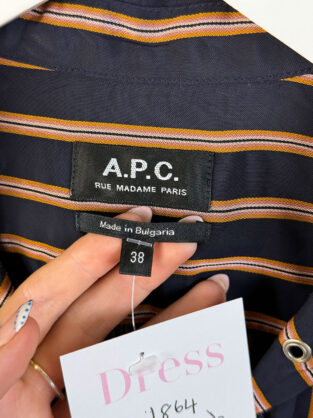 A.P.C.
RUE MADAME PARIS
Made in Bulgaria
38
Dress
1864